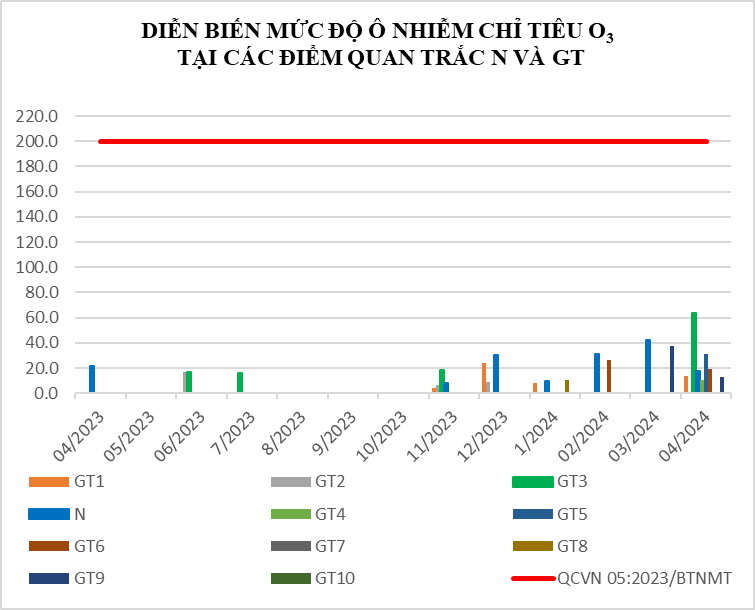 DIỄN BIẾN MỨC ĐỘ Ô NHIỄM CHỈ TIÊU O3
TẠI CÁC ĐIỂM QUAN TRẮC N VÀ GT
220.0
200.0
180.0
160.0
140.0
120.0
100.0
80.0
60.0
40.0
20.0
0.0
04/2023 05/2023 06/2023 7/2023 8/2023 9/2023 10/2023 11/2023 12/2023 1/2024 02/2024 03/2024 04/2024
GT1 GT2 GT3
N GT4 GT5
GT6 GT7 GT8
GT9 GT10 QCVN 05:2023/BTNMT